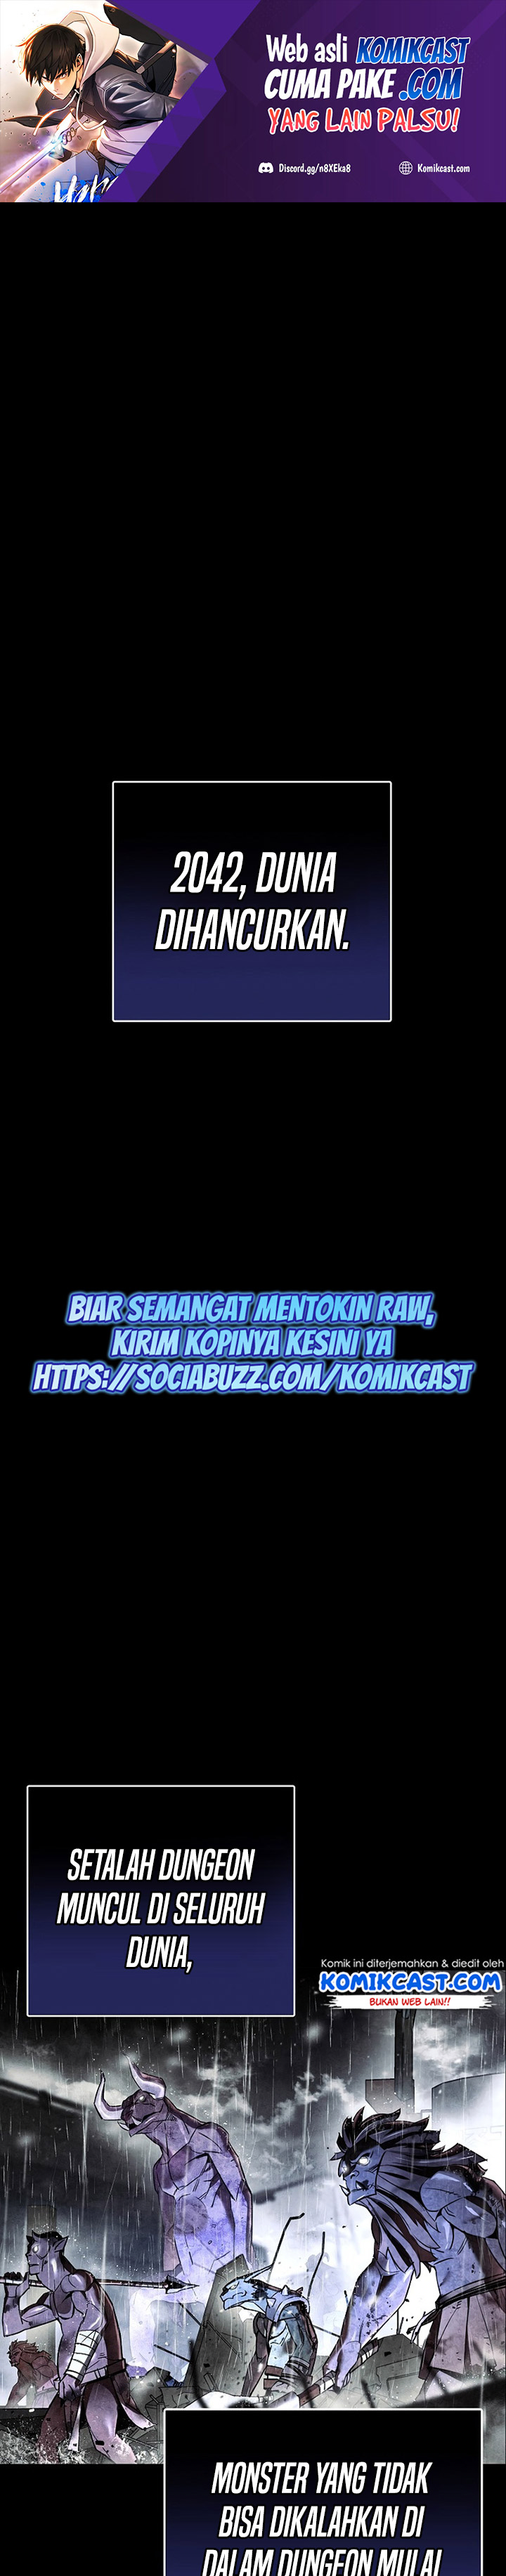 Web asli KOMIKCAST
CUMA PAKE .COM
YANG LAIN PALSU!
Discord.gg/n8XEka8 Komikcast.com
2042, DUNIA
DIHANCURKAN.
BIAR SEMANGAT MENTOKIN RAW,
KIRIM KOPINYA KESINI YA
HTTPS://SOCIABUZZ.COM/KOMIKCAST
SETALAH DUNGEON
MUNCUL DI SELURUH
DUNIA,
Komik ini diterjemahkan & diedit oleh
KOMIKCAST.COM
BUKAN WEB LAIN!!
MONSTER YANG TIDAK
BISA DIKALAHKAN DI
DALAM DUNGEON MULAI